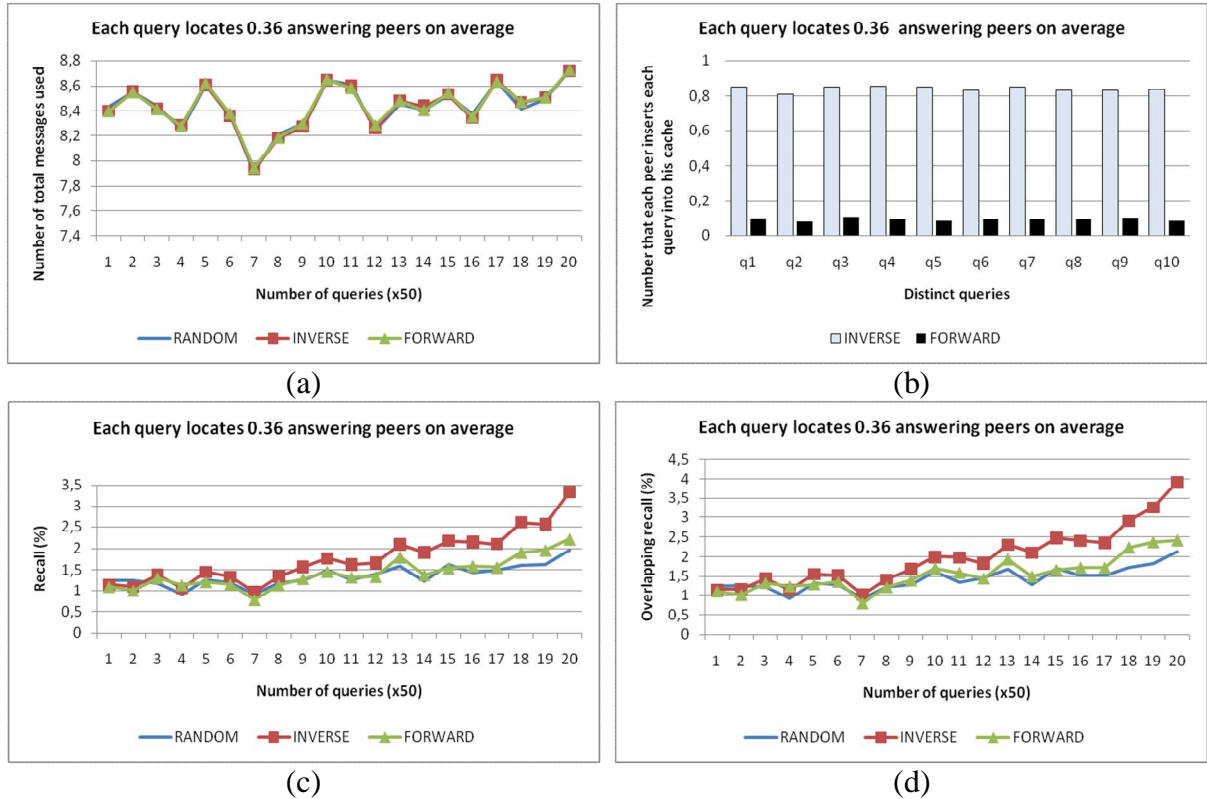 Each query locates 0.36 answering peers on average
Number of total messages used
8,8
8,6
8,4
8,2
8
7,8
7,6
7,4
1 2 3 4 5 6 7 8 9 10 11 12 13 14 15 16 17 18 19 20
Number of queries (x50)
RANDOM INVERSE FORWARD
(a)
Each query locates 0.36 answering peers on average
Number that each peer inserts each
query into his cache
1
0,8
0,6
0,4
0,2
0
q1 q2 q3 q4 q5 q6 q7 q8 q9 q10
Distinct queries
INVERSE FORWARD
(b)
Each query locates 0.36 answering peers on average
Recall (%)
3,5
3
2,5
2
1,5
1
0,5
0
1 2 3 4 5 6 7 8 9 10 11 12 13 14 15 16 17 18 19 20
Number of queries (x50)
RANDOM INVERSE FORWARD
(c)
Each query locates 0.36 answering peers on average
Overlapping recall (%)
4,5
4
3,5
3
2,5
2
1,5
1
0,5
0
1 2 3 4 5 6 7 8 9 10 11 12 13 14 15 16 17 18 19 20
Number of queries (x50)
RANDOM INVERSE FORWARD
(d)